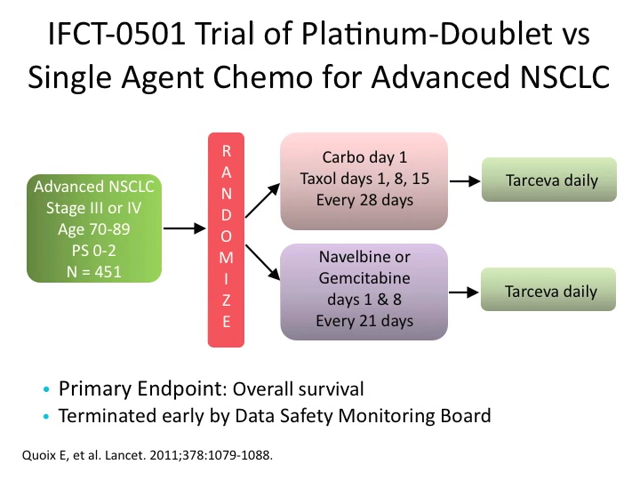 IFCT-0501 Trial of Platinum-Doublet vs
Single Agent Chemo for Advanced NSCLC
Advanced NSCLC
Stage III or IV
Age 70-89
PS 0-2
N = 451
R
A
N
D
O
M
I
Z
E
Carbo day 1
Taxol days 1, 8, 15
Every 28 days
Tarceva daily
Navelbine or
Gemcitabine
days 1 & 8
Every 21 days
Tarceva daily
• Primary Endpoint: Overall survival
• Terminated early by Data Safety Monitoring Board
Quoix E, et al. Lancet. 2011;378:1079-1088.